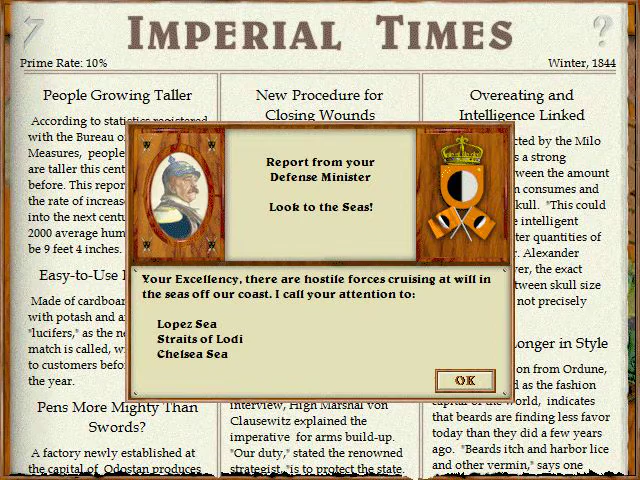 IMPERIAL TIMES
?
Prime Rate: 10%
Winter, 1844
People Growing Taller
According to statistics registered
with the Bureau o
Measures, people
are taller this cent
before. This repor
the rate of increase
into the next centu
2000 average hum
be 9 feet 4 inches.
Easy-to-Use
Made of cardboar
with potash and a
"lucifers," as the ne
match is called, wi
to customers befo
the year.
Pens More Mighty Than
Swords?
A factory newly established at
the capital of Odostan produces
New Procedure for
Closing Wounds
interview, High Marshal von
Clausewitz explained the
imperative for arms build-up.
"Our duty," stated the renowned
strategist, "is to protect the state.
Overeating and
Intelligence Linked
cted by the Milo
s a strong
ween the amount
n consumes and
kull. "This could
e intelligent
ter quantities of
r. Alexander
ver, the exact
tween skull size
not precisely
onger in Style
on from Ordune,
d as the fashion
capital of the world, indicates
that beards are finding less favor
today than they did a few years
ago. "Beards itch and harbor lice
and other vermin," says one
Report from your
Defense Minister
Look to the Seas!
Your Excellency, there are hostile forces cruising at will in
the seas off our coast. I call your attention to:
Lopez Sea
Straits of Lodi
Chelsea Sea
OK